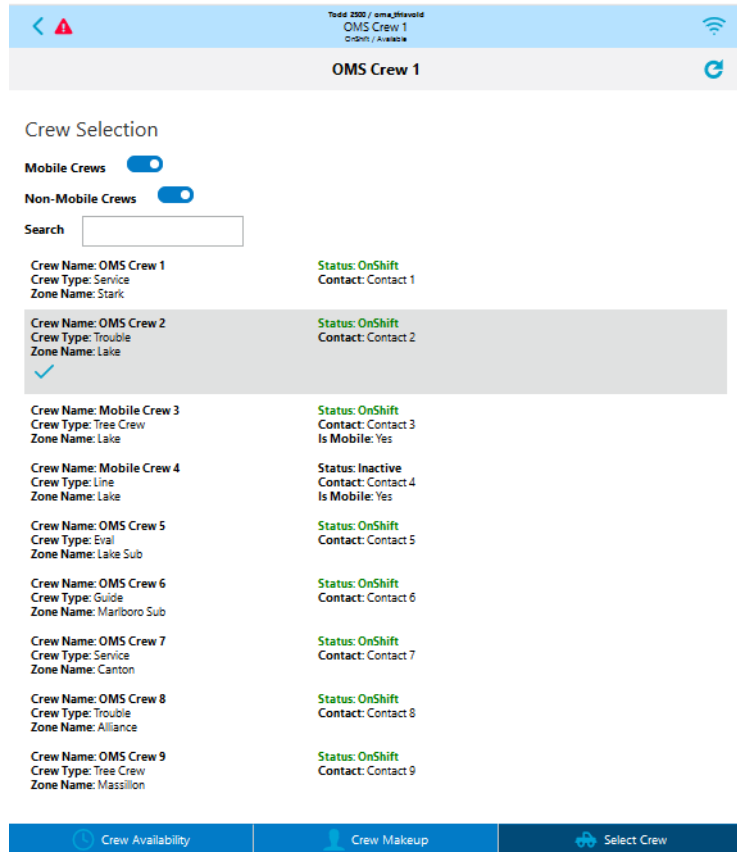 Todd 2500 / oma_thiavold
OMS Crew 1
OnShift / Available
OMS Crew 1
Crew Selection
Mobile Crews
Non-Mobile Crews
Search
Crew Name: OMS Crew 1 Status: OnShift
Crew Type: Service Contact: Contact 1
Zone Name: Stark
Crew Name: OMS Crew 2 Status: OnShift
Crew Type: Trouble Contact: Contact 2
Zone Name: Lake
Crew Name: Mobile Crew 3 Status: OnShift
Crew Type: Tree Crew Contact: Contact 3
Zone Name: Lake Is Mobile: Yes
Crew Name: Mobile Crew 4 Status: Inactive
Crew Type: Line Contact: Contact 4
Zone Name: Lake Is Mobile: Yes
Crew Name: OMS Crew 5 Status: OnShift
Crew Type: Eval Contact: Contact 5
Zone Name: Lake Sub
Crew Name: OMS Crew 6 Status: OnShift
Crew Type: Guide Contact: Contact 6
Zone Name: Marlboro Sub
Crew Name: OMS Crew 7 Status: OnShift
Crew Type: Service Contact: Contact 7
Zone Name: Canton
Crew Name: OMS Crew 8 Status: OnShift
Crew Type: Trouble Contact: Contact 8
Zone Name: Alliance
Crew Name: OMS Crew 9 Status: OnShift
Crew Type: Tree Crew Contact: Contact 9
Zone Name: Massillon
Crew Availability Crew Makeup Select Crew